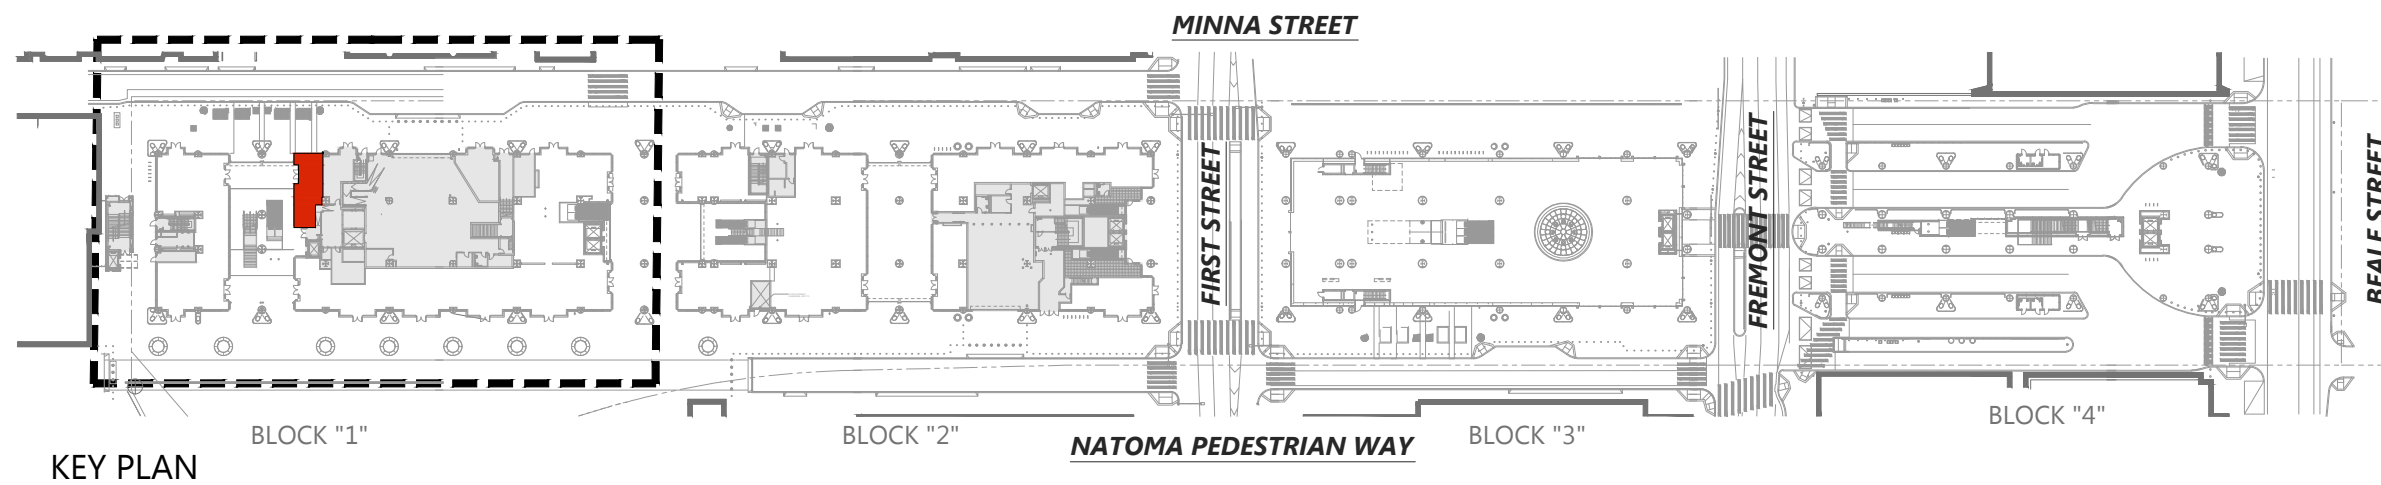 MINNA STREET
FIRST STREET
FREMONT STREET
BEALE STREET
BLOCK "1"
BLOCK "2"
BLOCK "3"
BLOCK "4"
NATOMA PEDESTRIAN WAY
KEY PLAN